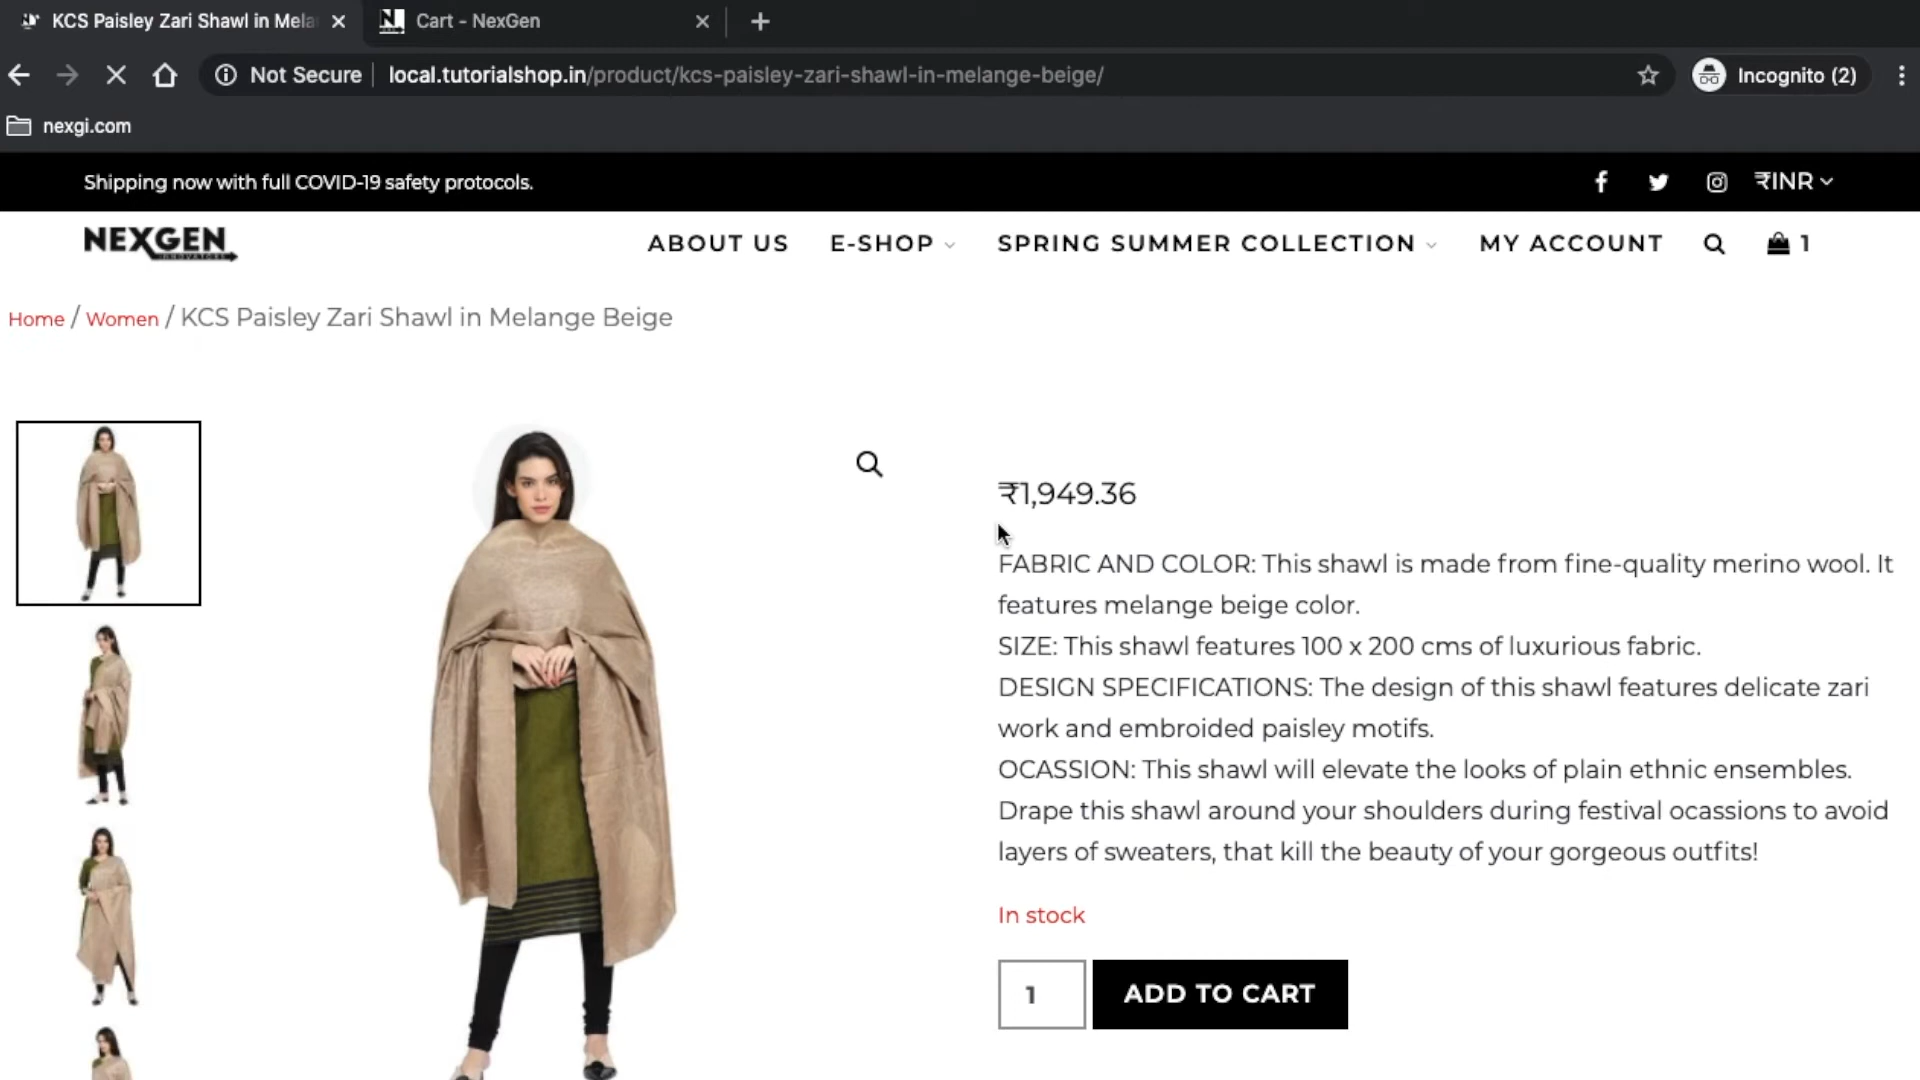 KCS Paisley Zari Shawl in Mela
Cart - NexGen
Not Secure
local.tutorialshop.in/product/kcs-paisley-zari-shawl-in-melange-beige/
Incognito (2)
nexgi.com
Shipping now with full COVID-19 safety protocols.
₹INR
NEXGEN
ABOUT US
E-SHOP
SPRING SUMMER COLLECTION
MY ACCOUNT
1
Home / Women / KCS Paisley Zari Shawl in Melange Beige
₹1,949.36
FABRIC AND COLOR: This shawl is made from fine-quality merino wool. It
features melange beige color.
SIZE: This shawl features 100 x 200 cms of luxurious fabric.
DESIGN SPECIFICATIONS: The design of this shawl features delicate zari
work and embroided paisley motifs.
OCASSION: This shawl will elevate the looks of plain ethnic ensembles.
Drape this shawl around your shoulders during festival ocassions to avoid
layers of sweaters, that kill the beauty of your gorgeous outfits!
In stock
1
ADD TO CART